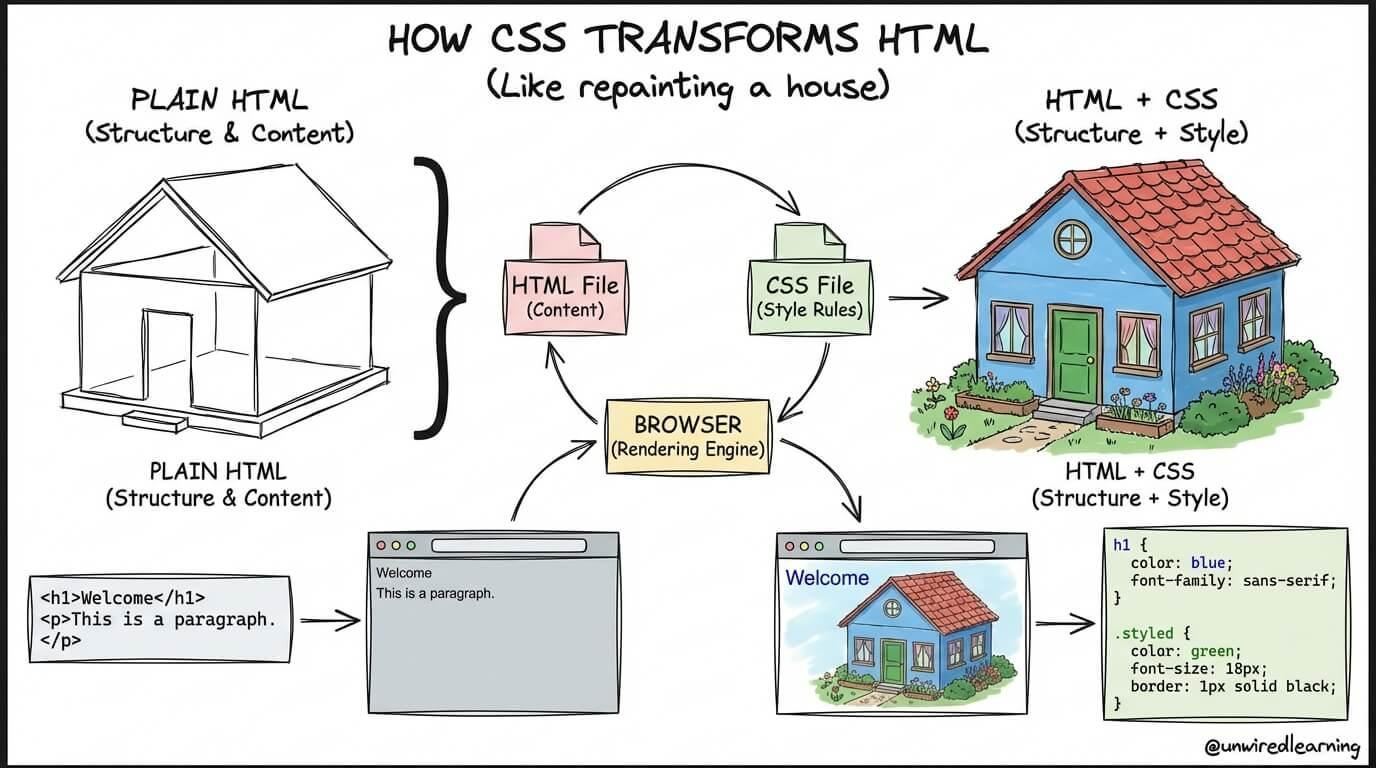 HOW CSS TRANSFORMS HTML
(Like repainting a house)
PLAIN HTML
(Structure & Content)
HTML + CSS
(Structure + Style)
HTML File
(Content)
CSS File
(Style Rules)
BROWSER
(Rendering Engine)
PLAIN HTML
(Structure & Content)
HTML + CSS
(Structure + Style)
<h1>Welcome</h1>
<p>This is a paragraph.
</p>
Welcome
This is a paragraph.
Welcome
h1 {
color: blue;
font-family: sans-serif;
}
.styled {
color: green;
font-size: 18px;
border: 1px solid black;
}
@unwiredlearning